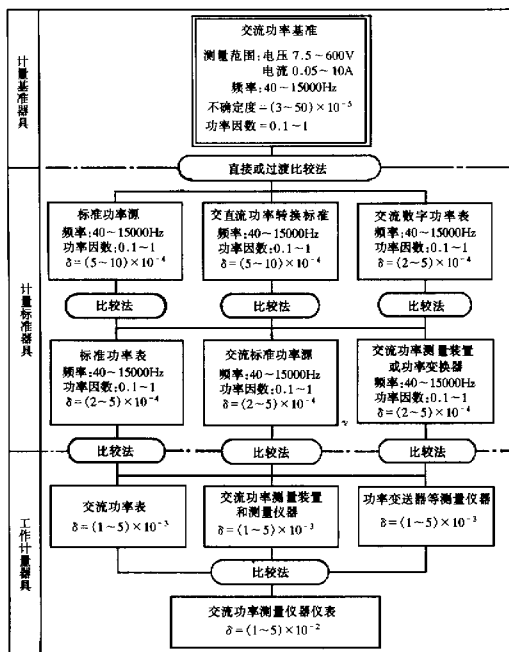 计量基准器具
交流功率基准
测量范围:电压 7.5~600V
电流 0.05~10A
频率:40~15000Hz
不确定度=(3~50)×10⁻⁵
功率因数=0.1~1
直接或过渡比较法
计量标准器具
标准功率源
频率:40~15000Hz
功率因数:0.1~1
δ=(5~10)×10⁻⁴
交直流功率转换标准
频率:40~15000Hz
功率因数:0.1~1
δ=(5~10)×10⁻⁴
交流数字功率表
频率:40~15000Hz
功率因数:0.1~1
δ=(2~5)×10⁻⁴
比较法
比较法
比较法
标准功率表
频率:40~15000Hz
功率因数:0.1~1
δ=(2~5)×10⁻⁴
交流标准功率源
频率:40~15000Hz
功率因数:0.1~1
δ=(2~5)×10⁻⁴
交流功率测量装置
或功率变换器
频率:40~15000Hz
功率因数:0.1~1
δ=(2~5)×10⁻⁴
比较法
比较法
比较法
工作计量器具
交流功率表
δ=(1~5)×10⁻³
交流功率测量装置
和测量仪器
δ=(1~5)×10⁻³
功率变送器等测量仪器
δ=(1~5)×10⁻³
比较法
交流功率测量仪器仪表
δ=(1~5)×10⁻²